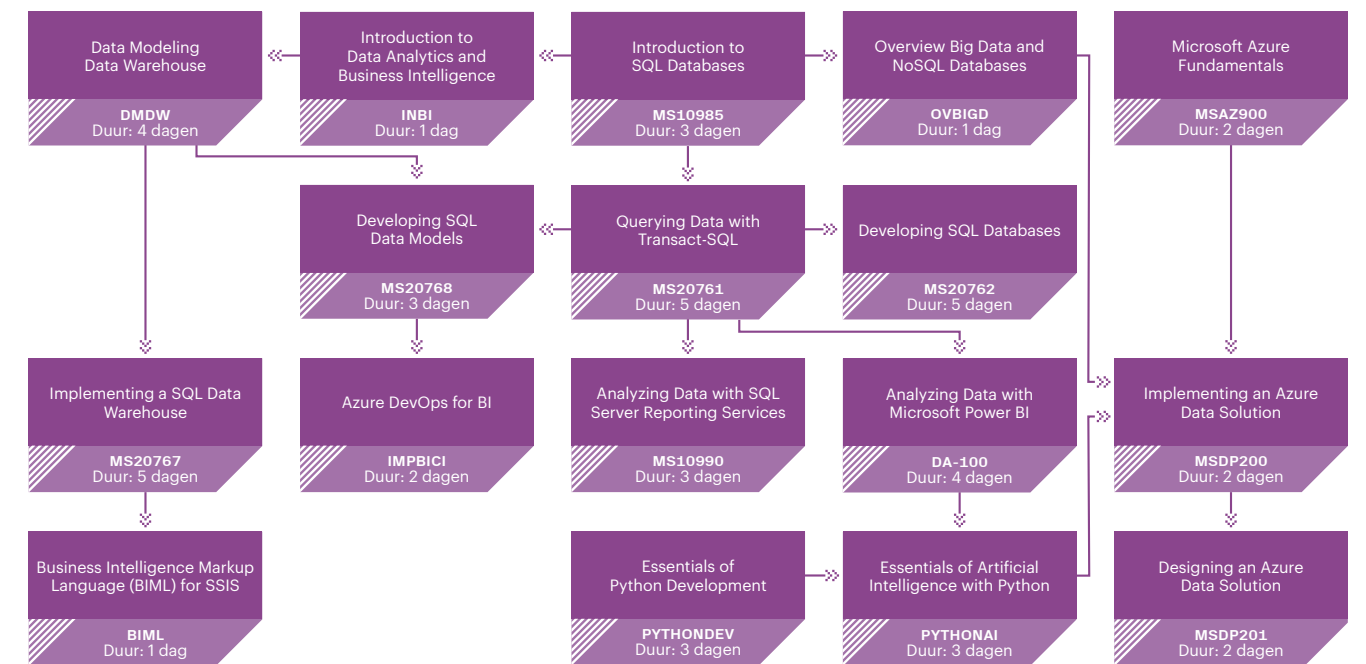 Data Modeling
Data Warehouse
DMDW
Duur: 4 dagen
Introduction to
Data Analytics and
Business Intelligence
INBI
Duur: 1 dag
Introduction to
SQL Databases
MS10985
Duur: 3 dagen
Overview Big Data and
NoSQL Databases
OVBIGD
Duur: 1 dag
Microsoft Azure
Fundamentals
MSAZ900
Duur: 2 dagen
Developing SQL
Data Models
MS20768
Duur: 3 dagen
Querying Data with
Transact-SQL
MS20761
Duur: 5 dagen
Developing SQL Databases
MS20762
Duur: 5 dagen
Implementing a SQL Data
Warehouse
MS20767
Duur: 5 dagen
Azure DevOps for BI
IMPBICI
Duur: 2 dagen
Analyzing Data with SQL
Server Reporting Services
MS10990
Duur: 3 dagen
Analyzing Data with
Microsoft Power BI
DA-100
Duur: 4 dagen
Implementing an Azure
Data Solution
MSDP200
Duur: 2 dagen
Business Intelligence Markup
Language (BIML) for SSIS
BIML
Duur: 1 dag
Essentials of
Python Development
PYTHONDEV
Duur: 3 dagen
Essentials of Artificial
Intelligence with Python
PYTHONAI
Duur: 3 dagen
Designing an Azure
Data Solution
MSDP201
Duur: 2 dagen